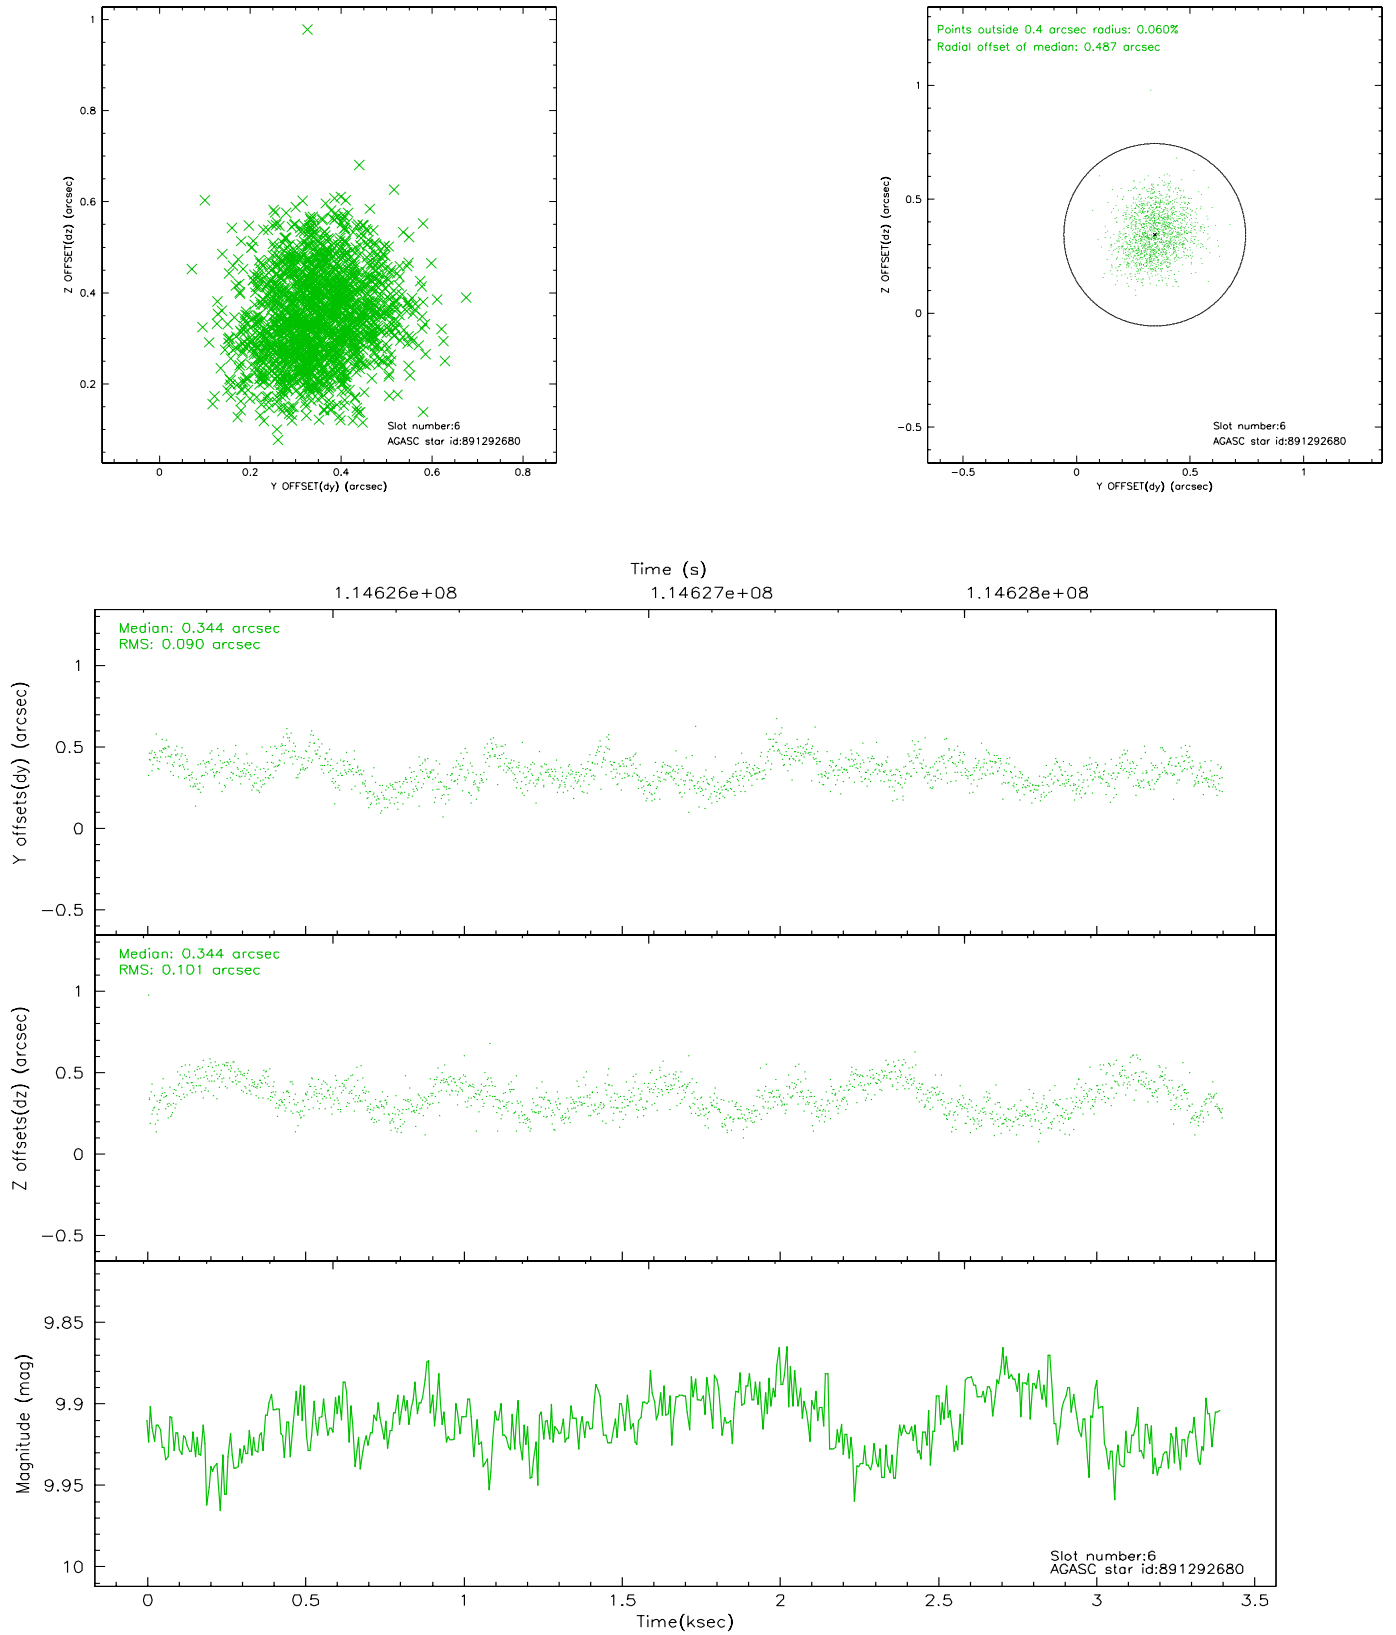 1
0.8
0.6
0.4
0.2
Z OFFSET(dz) (arcsec)
Slot number:6
AGASC star id:891292680
0 0.2 0.4 0.6 0.8
Y OFFSET(dy) (arcsec)
Points outside 0.4 arcsec radius: 0.060%
Radial offset of median: 0.487 arcsec
1
0.5
0
−0.5
Z OFFSET(dz) (arcsec)
Slot number:6
AGASC star id:891292680
−0.5 0 0.5 1
Y OFFSET(dy) (arcsec)
Time (s)
1.14626e+08 1.14627e+08 1.14628e+08
Median: 0.344 arcsec
RMS: 0.090 arcsec
1
0.5
0
−0.5
Y offsets(dy) (arcsec)
Median: 0.344 arcsec
RMS: 0.101 arcsec
1
0.5
0
−0.5
Z offsets(dz) (arcsec)
9.85
9.9
9.95
10
Magnitude (mag)
Slot number:6
AGASC star id:891292680
0 0.5 1 1.5 2 2.5 3 3.5
Time(ksec)